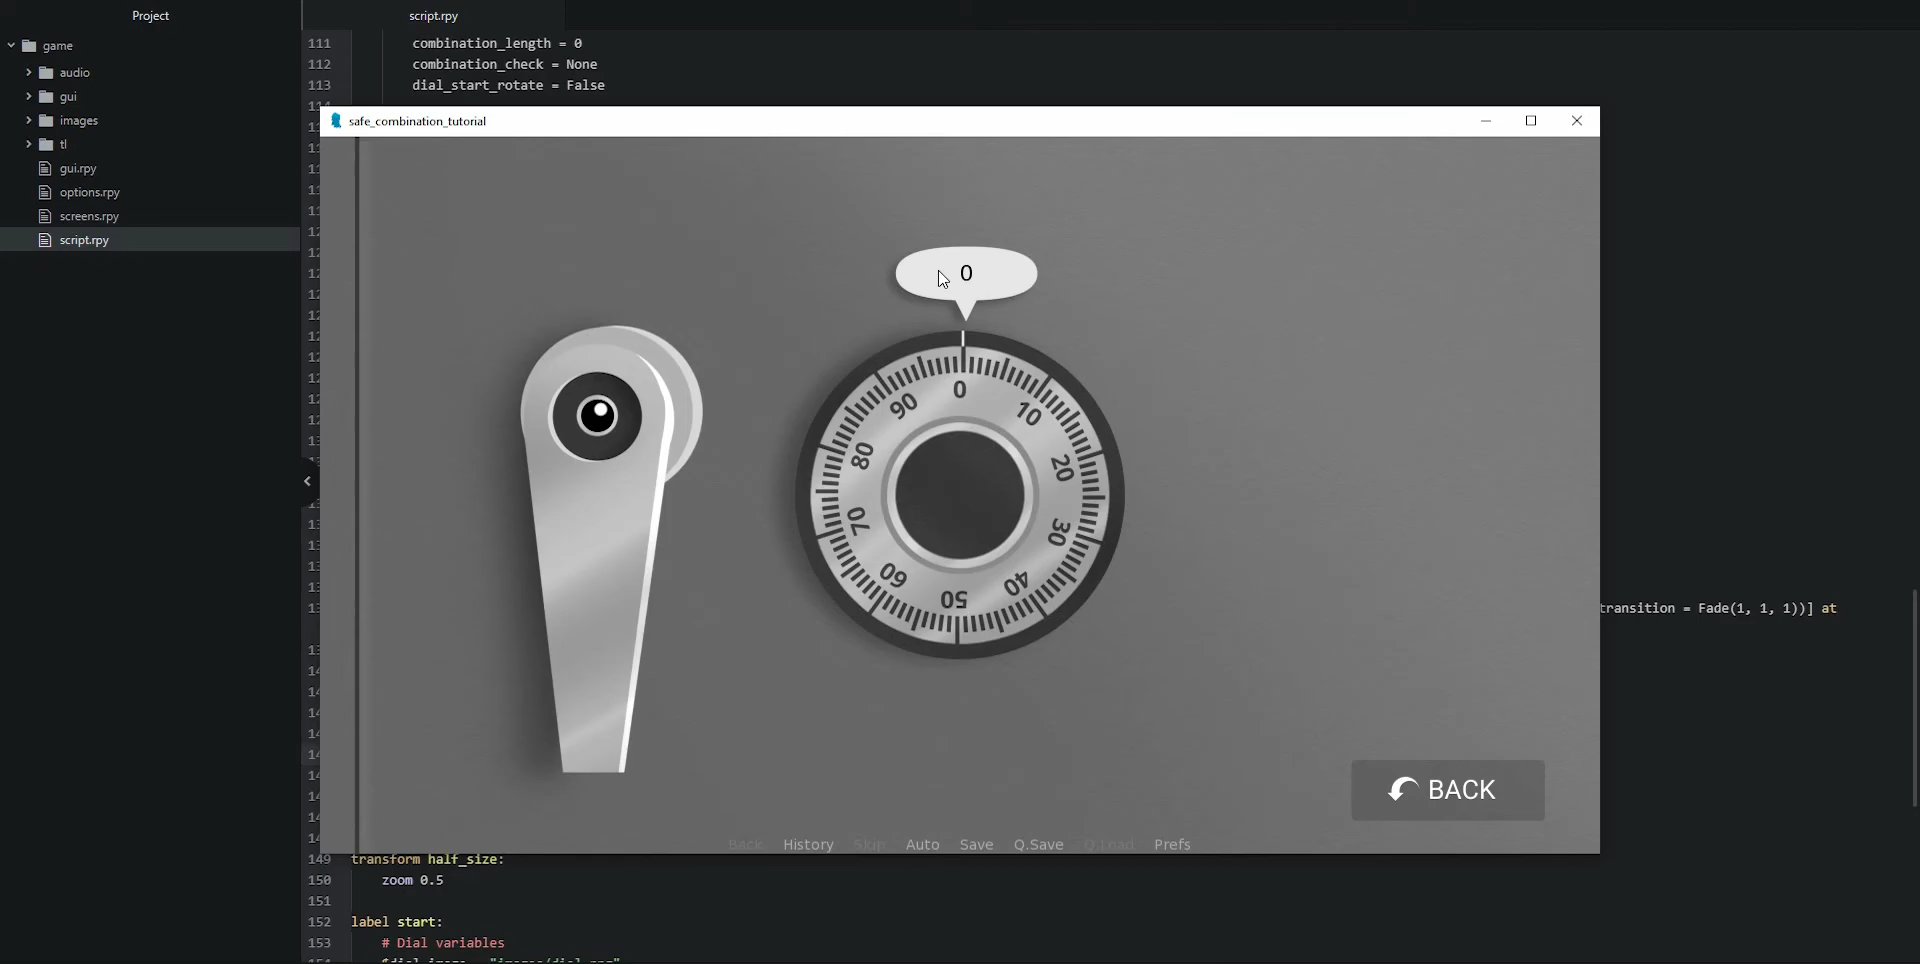 Project
script.rpy
game
audio
gui
images
tl
gui.rpy
options.rpy
screens.rpy
script.rpy
111 combination_length = 0
112 combination_check = None
113 dial_start_rotate = False
safe_combination_tutorial
0
0
10
20
30
40
50
60
70
80
90
BACK
Back History Skip Auto Save Q.Save Q.Load Prefs
transition = Fade(1, 1, 1))] at
149 transform half_size:
150 zoom 0.5
151
152 label start:
153 # Dial variables